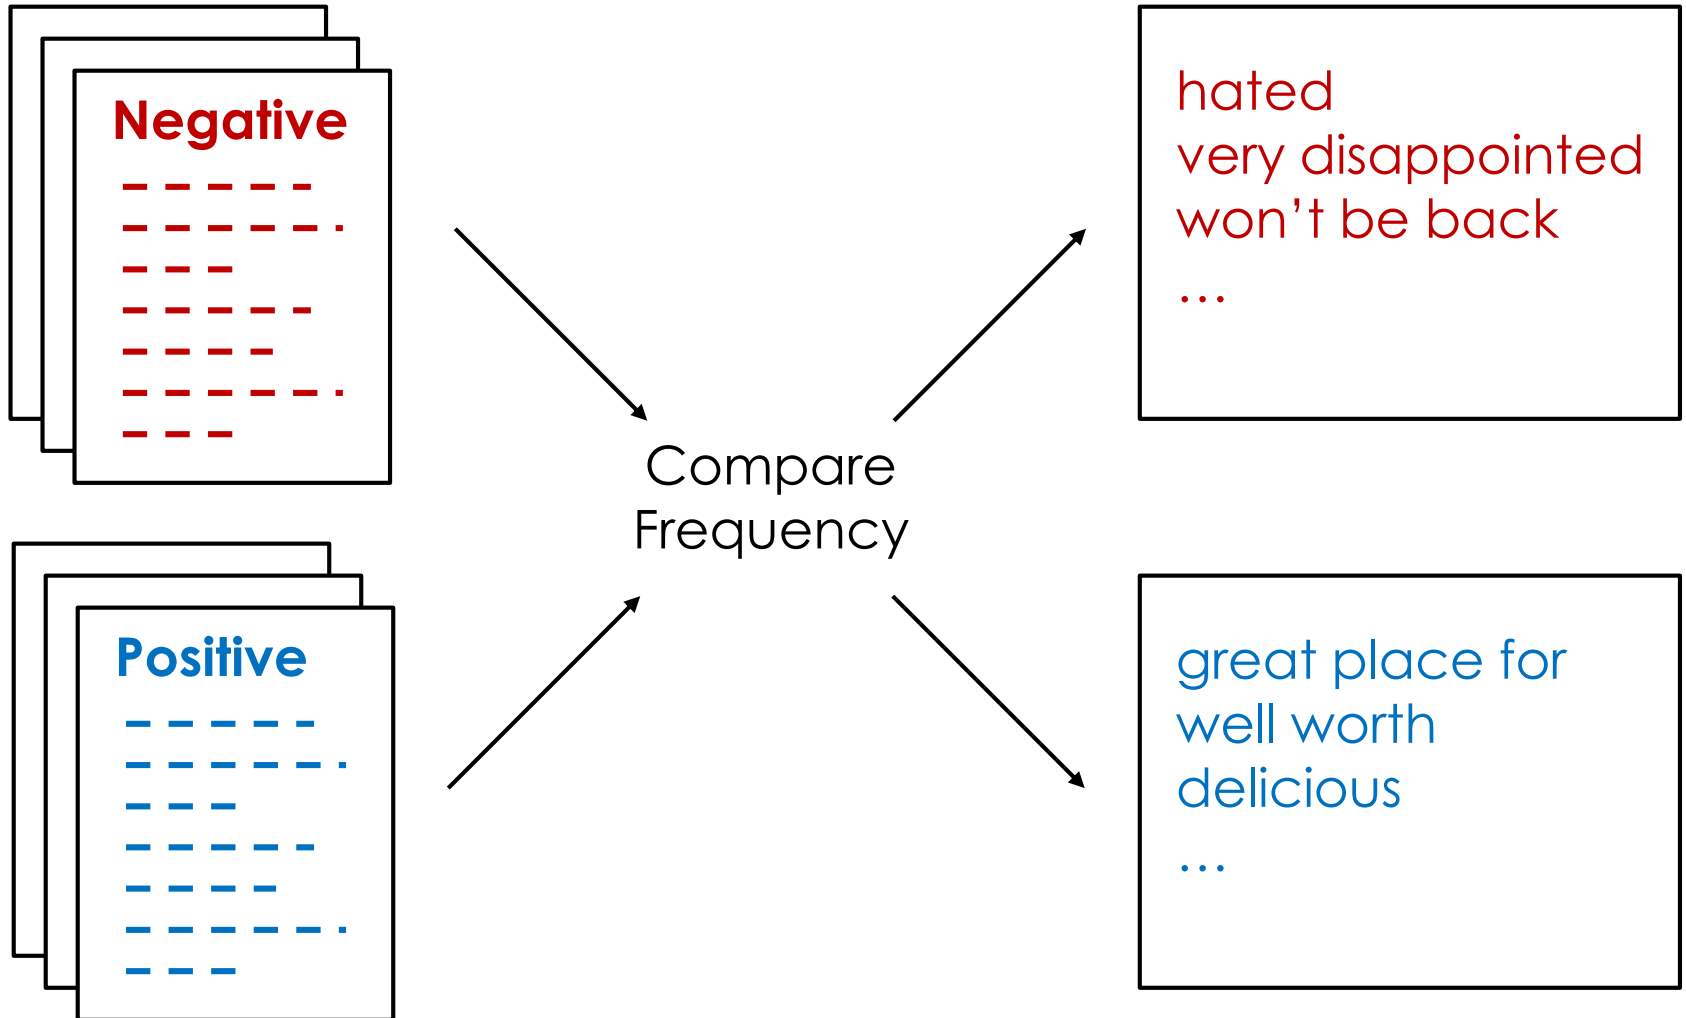 Negative
hated
very disappointed
won’t be back
…
Compare
Frequency
Positive
great place for
well worth
delicious
…